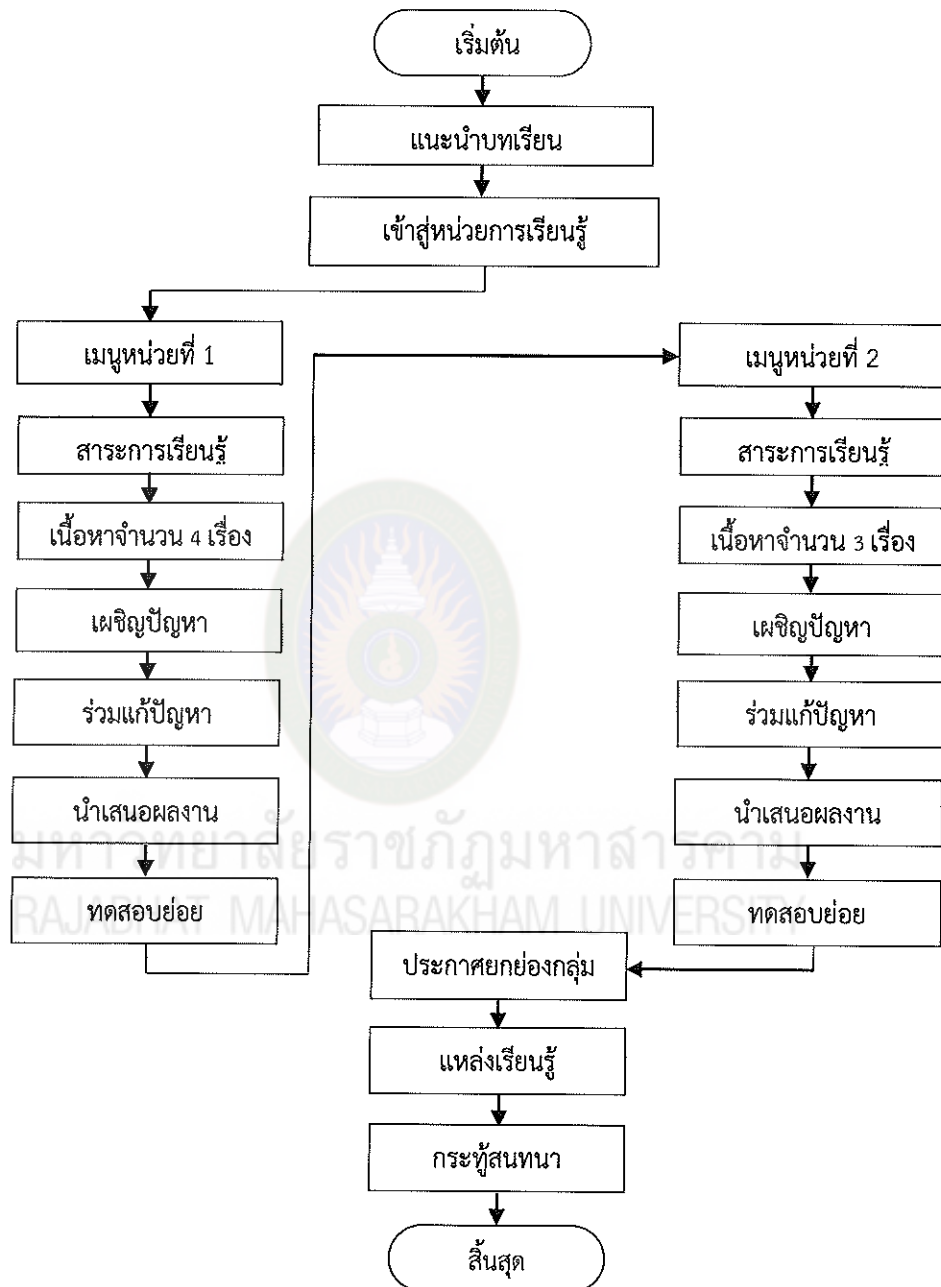 เริ่มต้น
แนะนำบทเรียน
เข้าสู่หน่วยการเรียนรู้
เมนูหน่วยที่ 1
สาระการเรียนรู้
เนื้อหาจำนวน 4 เรื่อง
เผชิญปัญหา
ร่วมแก้ปัญหา
นำเสนอผลงาน
ทดสอบย่อย
เมนูหน่วยที่ 2
สาระการเรียนรู้
เนื้อหาจำนวน 3 เรื่อง
เผชิญปัญหา
ร่วมแก้ปัญหา
นำเสนอผลงาน
ทดสอบย่อย
ประกาศยกย่องกลุ่ม
แหล่งเรียนรู้
กระทู้สนทนา
สิ้นสุด
มหาวิทยาลัยราชภัฏมหาสารคาม
RAJABHAT MAHASARAKHAM UNIVERSITY